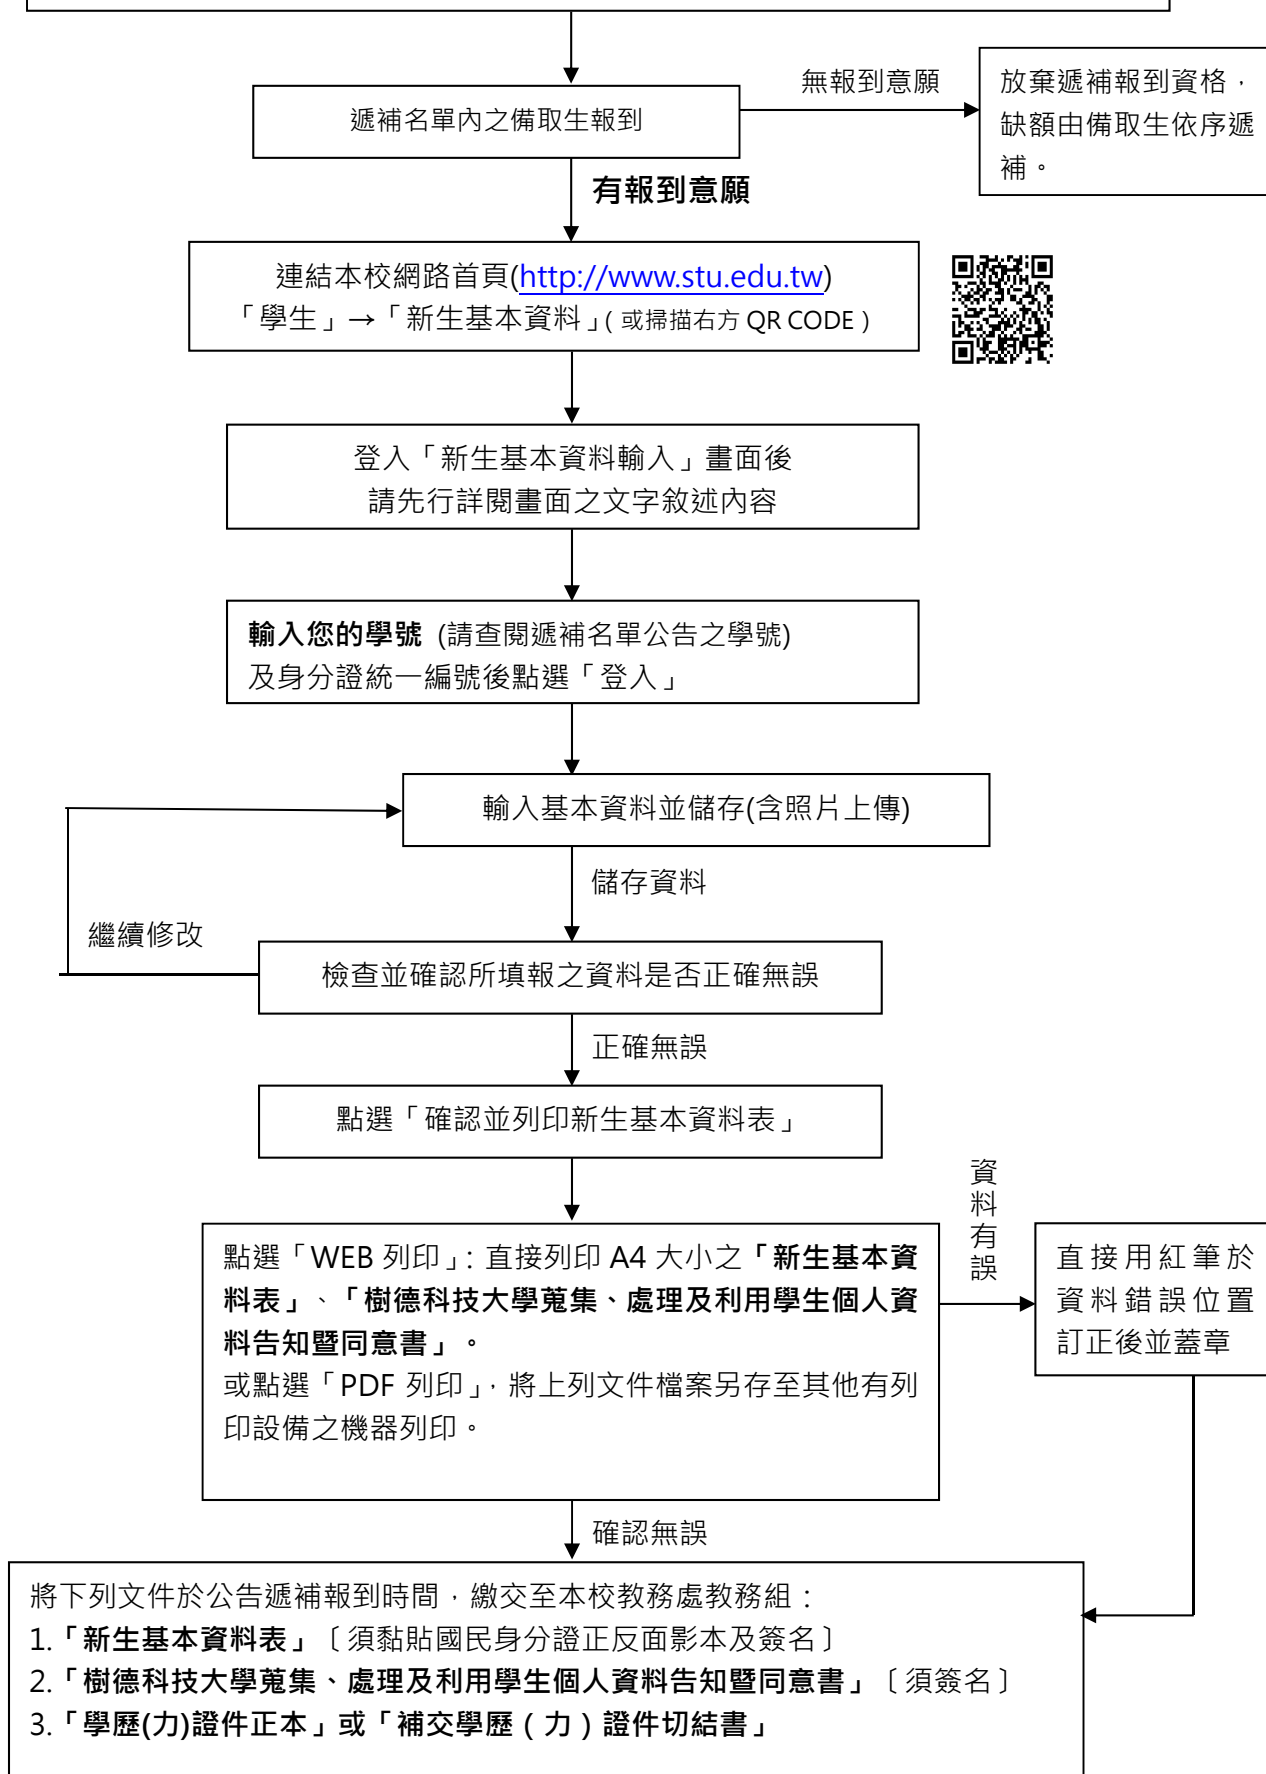 遞補名單內之備取生報到
無報到意願
放棄遞補報到資格，
缺額由備取生依序遞
補。
有報到意願
連結本校網路首頁(http://www.stu.edu.tw)
「學生」→「新生基本資料」（或掃描右方 QR CODE）
登入「新生基本資料輸入」畫面後
請先行詳閱畫面之文字敘述內容
輸入您的學號 (請查閱遞補名單公告之學號)
及身分證統一編號後點選「登入」
輸入基本資料並儲存(含照片上傳)
儲存資料
繼續修改
檢查並確認所填報之資料是否正確無誤
正確無誤
點選「確認並列印新生基本資料表」
點選「WEB 列印」：直接列印 A4 大小之「新生基本資
料表」、「樹德科技大學蒐集、處理及利用學生個人資
料告知暨同意書」。
或點選「PDF 列印」，將上列文件檔案另存至其他有列
印設備之機器列印。
資料有誤
直接用紅筆於
資料錯誤位置
訂正後並蓋章
確認無誤
將下列文件於公告遞補報到時間，繳交至本校教務處教務組：
1.「新生基本資料表」〔須黏貼國民身分證正反面影本及簽名〕
2.「樹德科技大學蒐集、處理及利用學生個人資料告知暨同意書」〔須簽名〕
3.「學歷(力)證件正本」或「補交學歷（力）證件切結書」